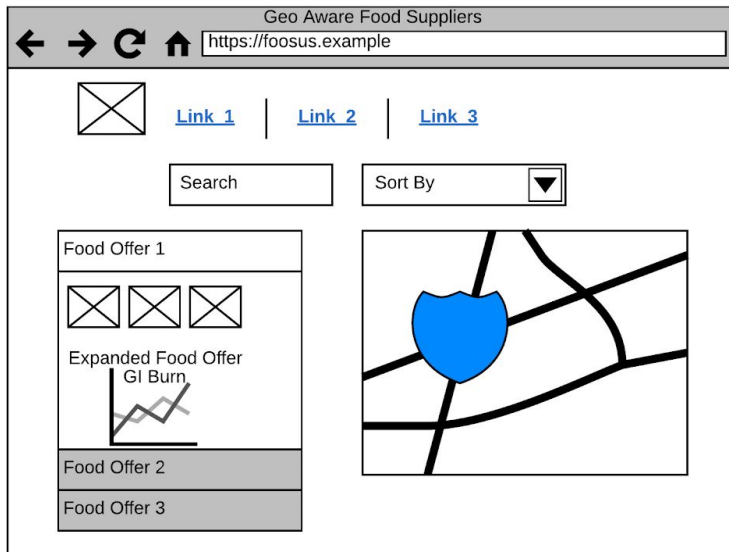 Geo Aware Food Suppliers
https://foosus.example
Link 1
Link 2
Link 3
Search
Sort By
Food Offer 1
Expanded Food Offer
GI Burn
Food Offer 2
Food Offer 3